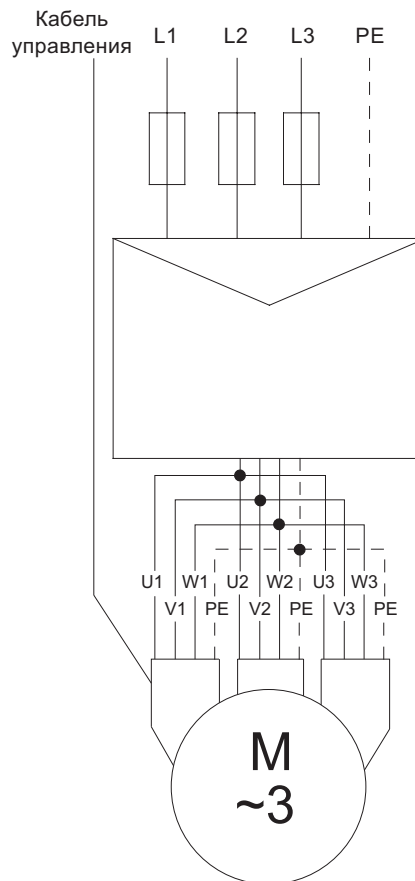 Кабель
управления
L1 L2 L3 PE
U1 W1 U2 W2 U3 W3
V1 PE V2 PE V3 PE
M
~3